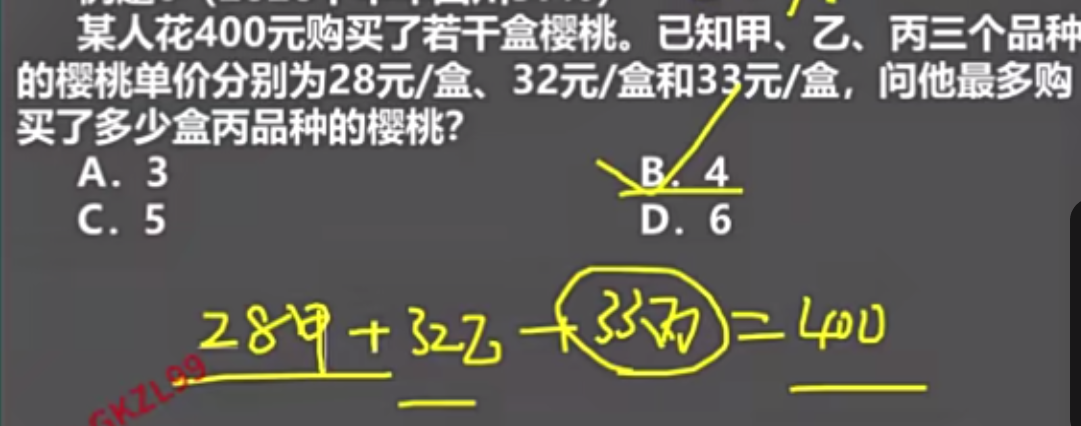 某人花400元购买了若干盒樱桃。已知甲、乙、丙三个品种
的樱桃单价分别为28元/盒、32元/盒和33元/盒，问他最多购
买了多少盒丙品种的樱桃？
A. 3 B. 4
C. 5 D. 6
28甲+32乙+33丙=400
GKZL99